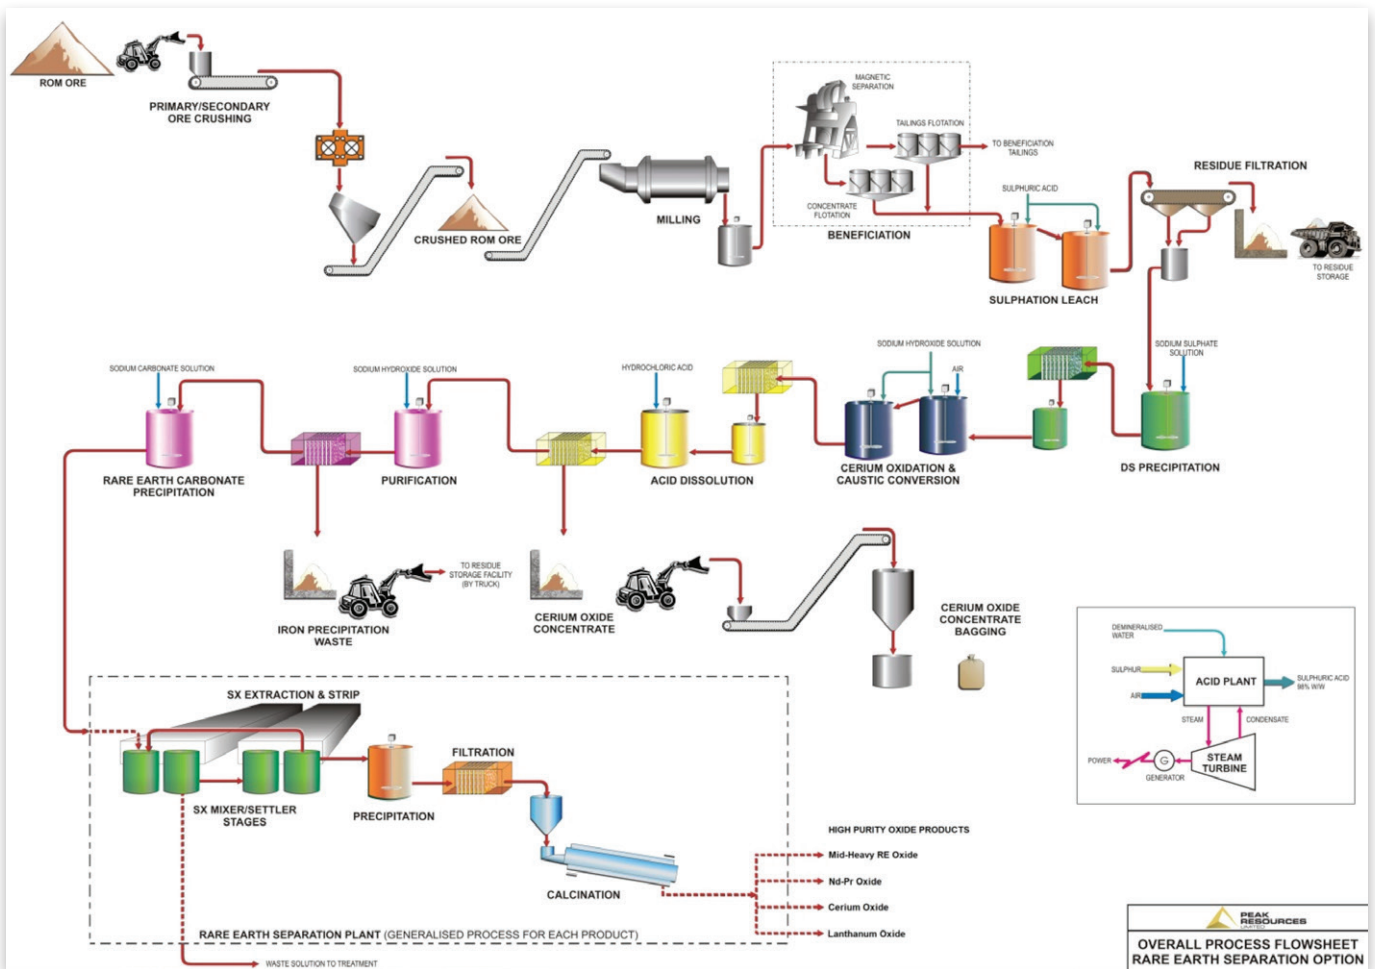 ROM ORE
PRIMARY/SECONDARY
ORE CRUSHING
CRUSHED ROM ORE
MILLING
MAGNETIC
SEPARATION
TAILINGS FLOTATION
TO BENEFICIATION
TAILINGS
CONCENTRATE
FLOTATION
BENEFICIATION
SULPHURIC ACID
SULPHATION LEACH
RESIDUE FILTRATION
TO RESIDUE
STORAGE
SODIUM CARBONATE SOLUTION
RARE EARTH CARBONATE
PRECIPITATION
SODIUM HYDROXIDE SOLUTION
PURIFICATION
HYDROCHLORIC ACID
ACID DISSOLUTION
SODIUM HYDROXIDE SOLUTION
AIR
CERIUM OXIDATION &
CAUSTIC CONVERSION
SODIUM SULPHATE
SOLUTION
DS PRECIPITATION
IRON PRECIPITATION
WASTE
TO RESIDUE
STORAGE FACILITY
(BY TRUCK)
CERIUM OXIDE
CONCENTRATE
CERIUM OXIDE
CONCENTRATE
BAGGING
DEMINERALISED
WATER
SULPHUR
AIR
ACID PLANT
SULPHURIC ACID
98% W/W
STEAM
CONDENSATE
POWER
G
GENERATOR
STEAM
TURBINE
SX EXTRACTION & STRIP
SX MIXER/SETTLER
STAGES
PRECIPITATION
FILTRATION
CALCINATION
RARE EARTH SEPARATION PLANT (GENERALISED PROCESS FOR EACH PRODUCT)
WASTE SOLUTION TO TREATMENT
HIGH PURITY OXIDE PRODUCTS
Mid-Heavy RE Oxide
Nd-Pr Oxide
Cerium Oxide
Lanthanum Oxide
PEAK
RESOURCES
LIMITED
OVERALL PROCESS FLOWSHEET
RARE EARTH SEPARATION OPTION